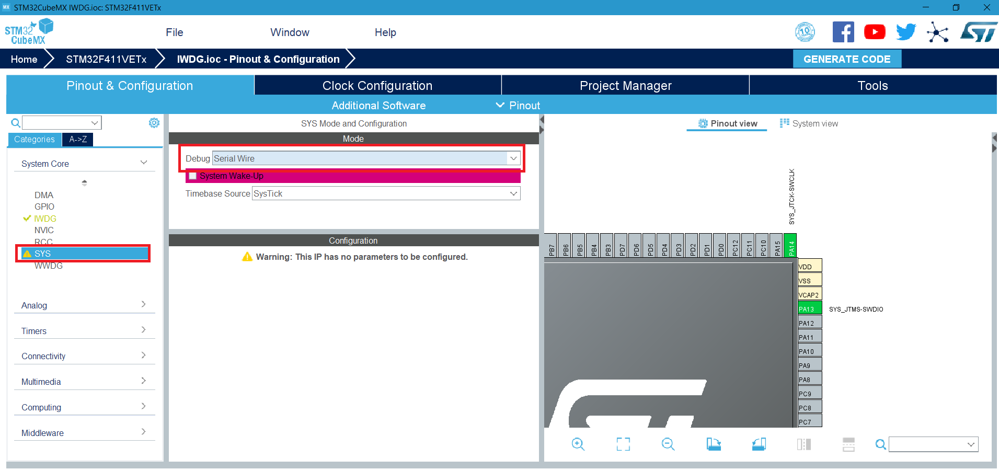 MX STM32CubeMX IWDG.ioc: STM32F411VETx
STM32
CubeMX
File Window Help
10
ST
Home STM32F411VETx IWDG.ioc - Pinout & Configuration GENERATE CODE
Pinout & Configuration Clock Configuration Project Manager Tools
Additional Software Pinout
Categories A->Z
System Core
DMA
GPIO
IWDG
NVIC
RCC
SYS
WWDG
Analog
Timers
Connectivity
Multimedia
Computing
Middleware
SYS Mode and Configuration
Mode
Debug Serial Wire
System Wake-Up
Timebase Source SysTick
Configuration
Warning: This IP has no parameters to be configured.
Pinout view System view
SYS_JTCK-SWCLK
PB7 PB6 PB5 PB4 PB3 PD7 PD6 PD5 PD4 PD3 PD2 PD1 PD0 PC12 PC11 PC10 PA15 PA14
VDD
VSS
VCAP2
PA13 SYS_JTMS-SWDIO
PA12
PA11
PA10
PA9
PA8
PC9
PC8
PC7